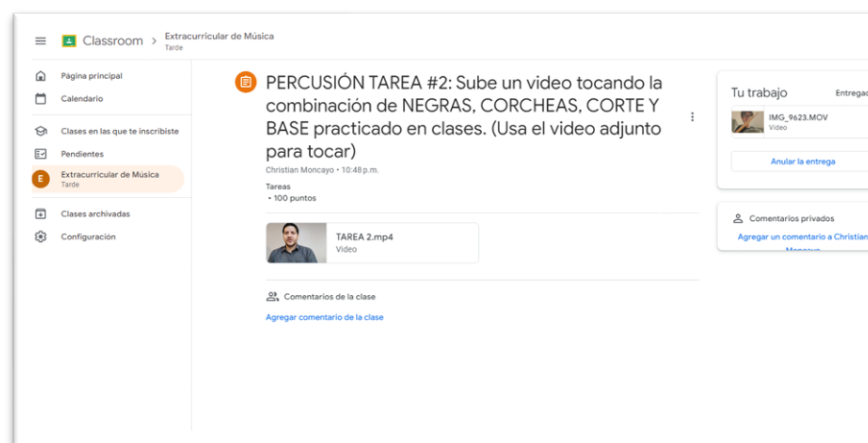 Classroom
Extracurricular de Música
Tarde
Página principal
Calendario
Clases en las que te inscribiste
Pendientes
E
Extracurricular de Música
Tarde
Clases archivadas
Configuración
PERCUSIÓN TAREA #2: Sube un video tocando la
combinación de NEGRAS, CORCHEAS, CORTE Y
BASE practicado en clases. (Usa el video adjunto
para tocar)
Christian Moncayo • 10:48 p.m.
Tareas
• 100 puntos
TAREA 2.mp4
Video
Comentarios de la clase
Agregar comentario de la clase
Tu trabajo
Entregad
IMG_9623.MOV
Video
Anular la entrega
Comentarios privados
Agregar un comentario a Christian
Moncayo